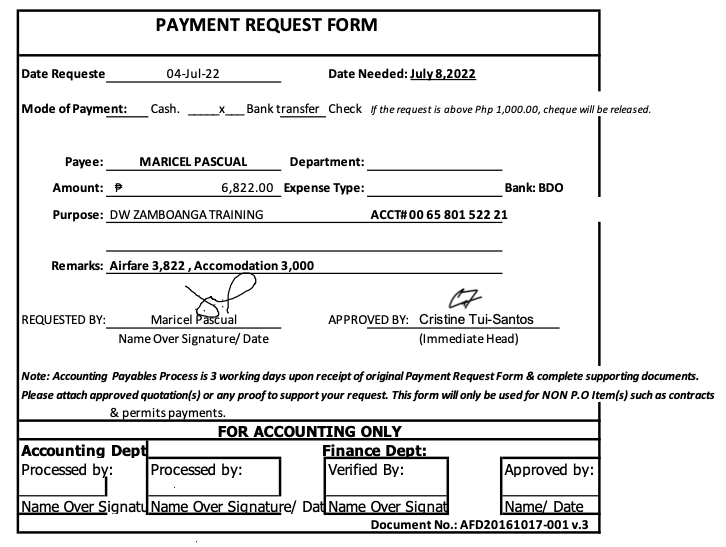 PAYMENT REQUEST FORM
Date Requeste 04-Jul-22 Date Needed: July 8,2022
Mode of Payment: Cash. _____x___ Bank transfer Check If the request is above Php 1,000.00, cheque will be released.
Payee: MARICEL PASCUAL Department:
Amount: ₱ 6,822.00 Expense Type: Bank: BDO
Purpose: DW ZAMBOANGA TRAINING ACCT# 00 65 801 522 21
Remarks: Airfare 3,822 , Accomodation 3,000
REQUESTED BY: Maricel Pascual APPROVED BY: Cristine Tui-Santos
Name Over Signature/ Date (Immediate Head)
Note: Accounting Payables Process is 3 working days upon receipt of original Payment Request Form & complete supporting documents.
Please attach approved quotation(s) or any proof to support your request. This form will only be used for NON P.O Item(s) such as contracts
& permits payments.
FOR ACCOUNTING ONLY
Accounting Dept Finance Dept:
Processed by: Processed by: Verified By: Approved by:
Name Over Signatu Name Over Signature/ Dat Name Over Signat Name/ Date
Document No.: AFD20161017-001 v.3